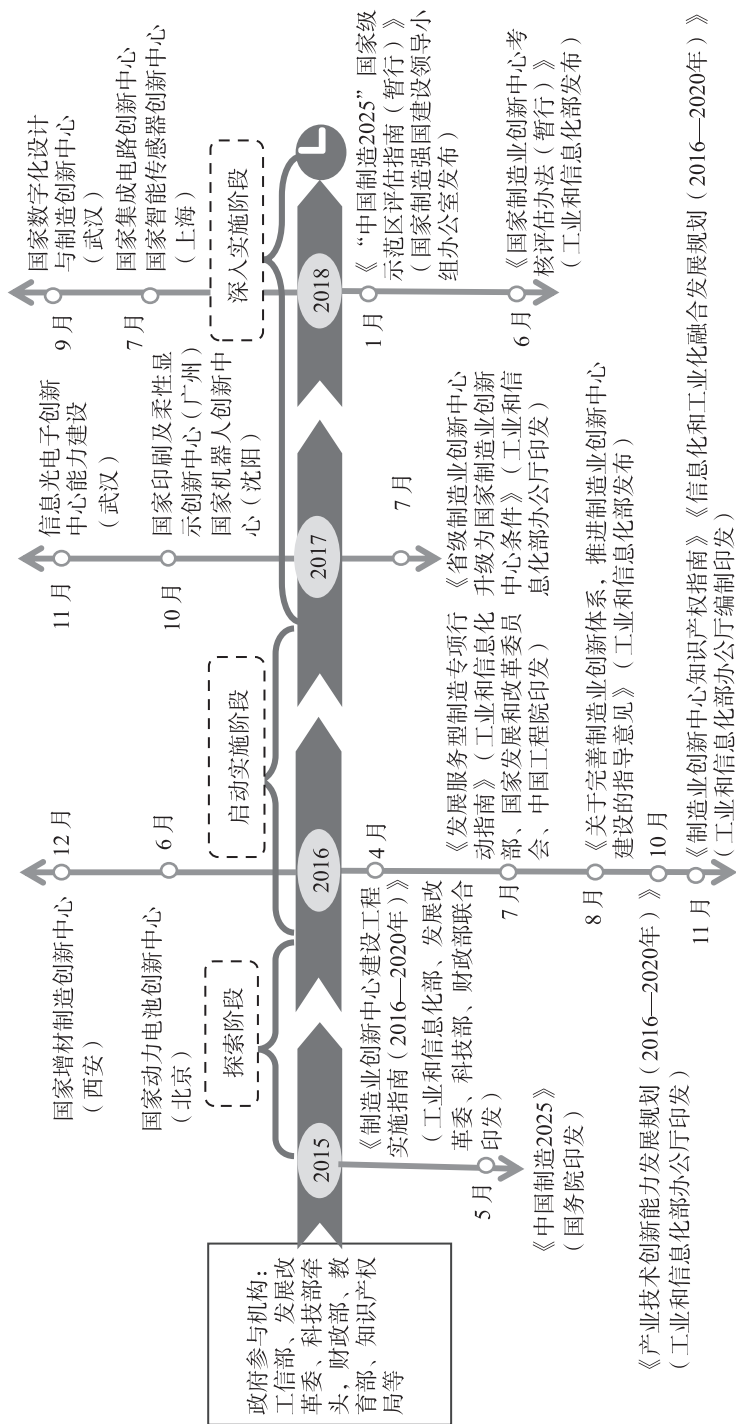 政府参与机构：
工信部、发展改
革委、科技部牵
头，财政部、教
育部、知识产权
局等
探索阶段
启动实施阶段
深入实施阶段
2015
5月
《中国制造2025》
（国务院印发）
2016
12月
国家增材制造创新中心
（西安）
6月
国家动力电池创新中心
（北京）
4月
《制造业创新中心建设工程
实施指南（2016—2020年）》
（工业和信息化部、发展改
革委、科技部、财政部联合
印发）
7月
《发展服务型制造专项行
动指南》（工业和信息化
部、国家发展和改革委员
会、中国工程院印发）
8月
《关于完善制造业创新体系，推进制造业创新中心
建设的指导意见》（工业和信息化部发布）
10月
《产业技术创新能力发展规划（2016—2020年）》
（工业和信息化部办公厅印发）
11月
《制造业创新中心知识产权指南》《信息化和工业化融合发展规划（2016—2020年）》
（工业和信息化部办公厅编制印发）
2017
11月
信息光电子创新
中心能力建设
（武汉）
10月
国家印刷及柔性显
示创新中心（广州）
国家机器人创新中
心（沈阳）
7月
《省级制造业创新中心
升级为国家制造业创新
中心条件》（工业和信
息化部办公厅印发）
2018
9月
国家数字化设计
与制造创新中心
（武汉）
7月
国家集成电路创新中心
国家智能传感器创新中心
（上海）
1月
《“中国制造2025”国家级
示范区评估指南（暂行）》
（国家制造强国建设领导小
组办公室发布）
6月
《国家制造业创新中心考
核评估办法（暂行）》
（工业和信息化部发布）